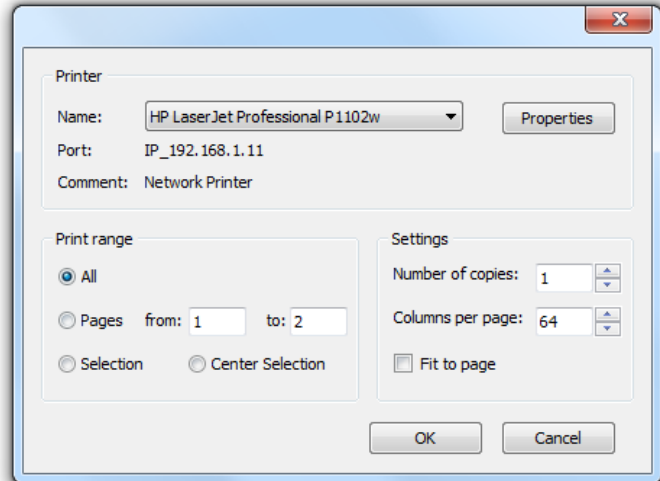 Printer
Name: HP LaserJet Professional P1102w Properties
Port: IP_192.168.1.11
Comment: Network Printer
Print range
All
Pages from: 1 to: 2
Selection Center Selection
Settings
Number of copies: 1
Columns per page: 64
Fit to page
OK Cancel